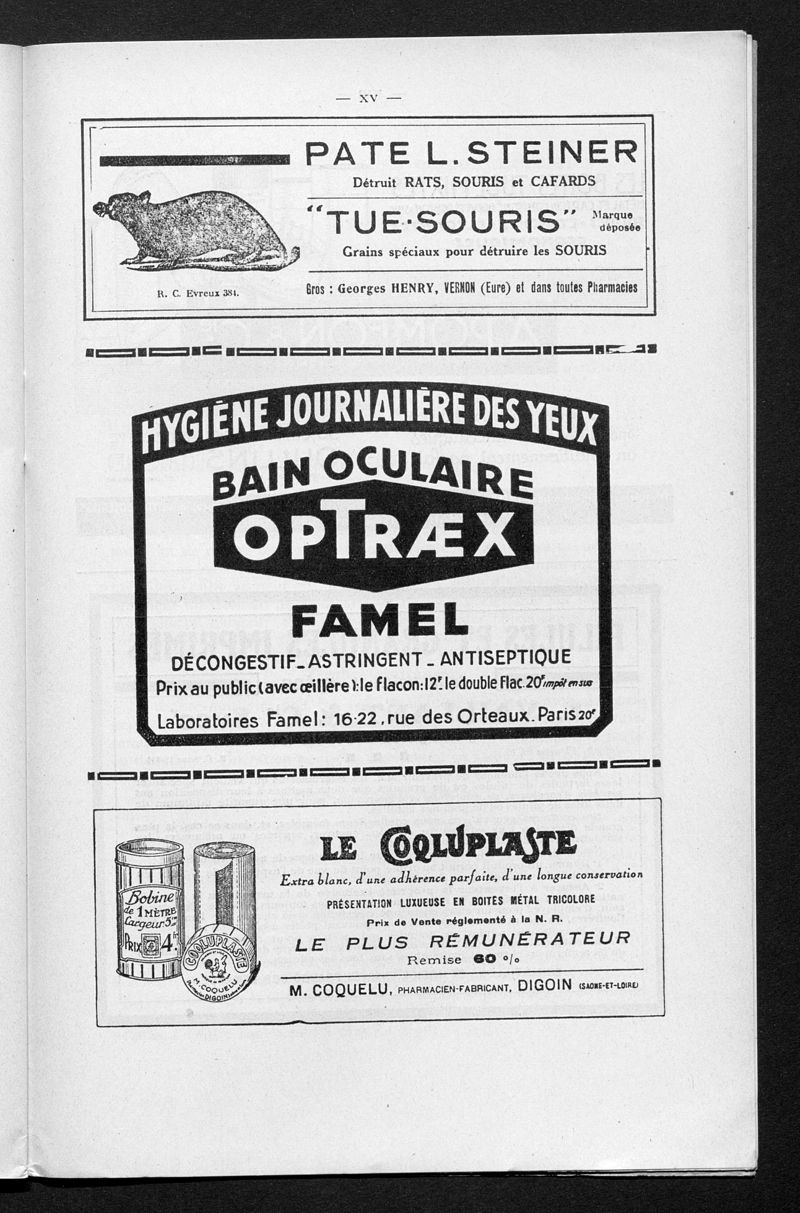 — XV —
PATE L. STEINER
Détruit RATS, SOURIS et CAFARDS
“TUE-SOURIS” Marque déposée
Grains spéciaux pour détruire les SOURIS
R. C. Evreux 384.
Gros : Georges HENRY, VERNON (Eure) et dans toutes Pharmacies
HYGIÈNE JOURNALIÈRE DES YEUX
BAIN OCULAIRE
OPTRÆX
FAMEL
DÉCONGESTIF_ASTRINGENT_ANTISEPTIQUE
Prix au public (avec œillère): le flacon: 12F. le double flac. 20F impôt en sus
Laboratoires Famel: 16-22, rue des Orteaux. Paris 20e
LE COQLUPLASTE
Extra blanc, d'une adhérence parfaite, d'une longue conservation
PRÉSENTATION LUXUEUSE EN BOITES MÉTAL TRICOLORE
Prix de Vente réglementé à la N. R.
LE PLUS RÉMUNÉRATEUR
Remise 60 %
M. COQUELU, PHARMACIEN-FABRICANT, DIGOIN (SAONE-ET-LOIRE)
Bobine
de 1 MÈTRE
Largeur 5cm
PRIX 4fr
1
COQLUPLASTE
M. COQUELU
DIGOIN